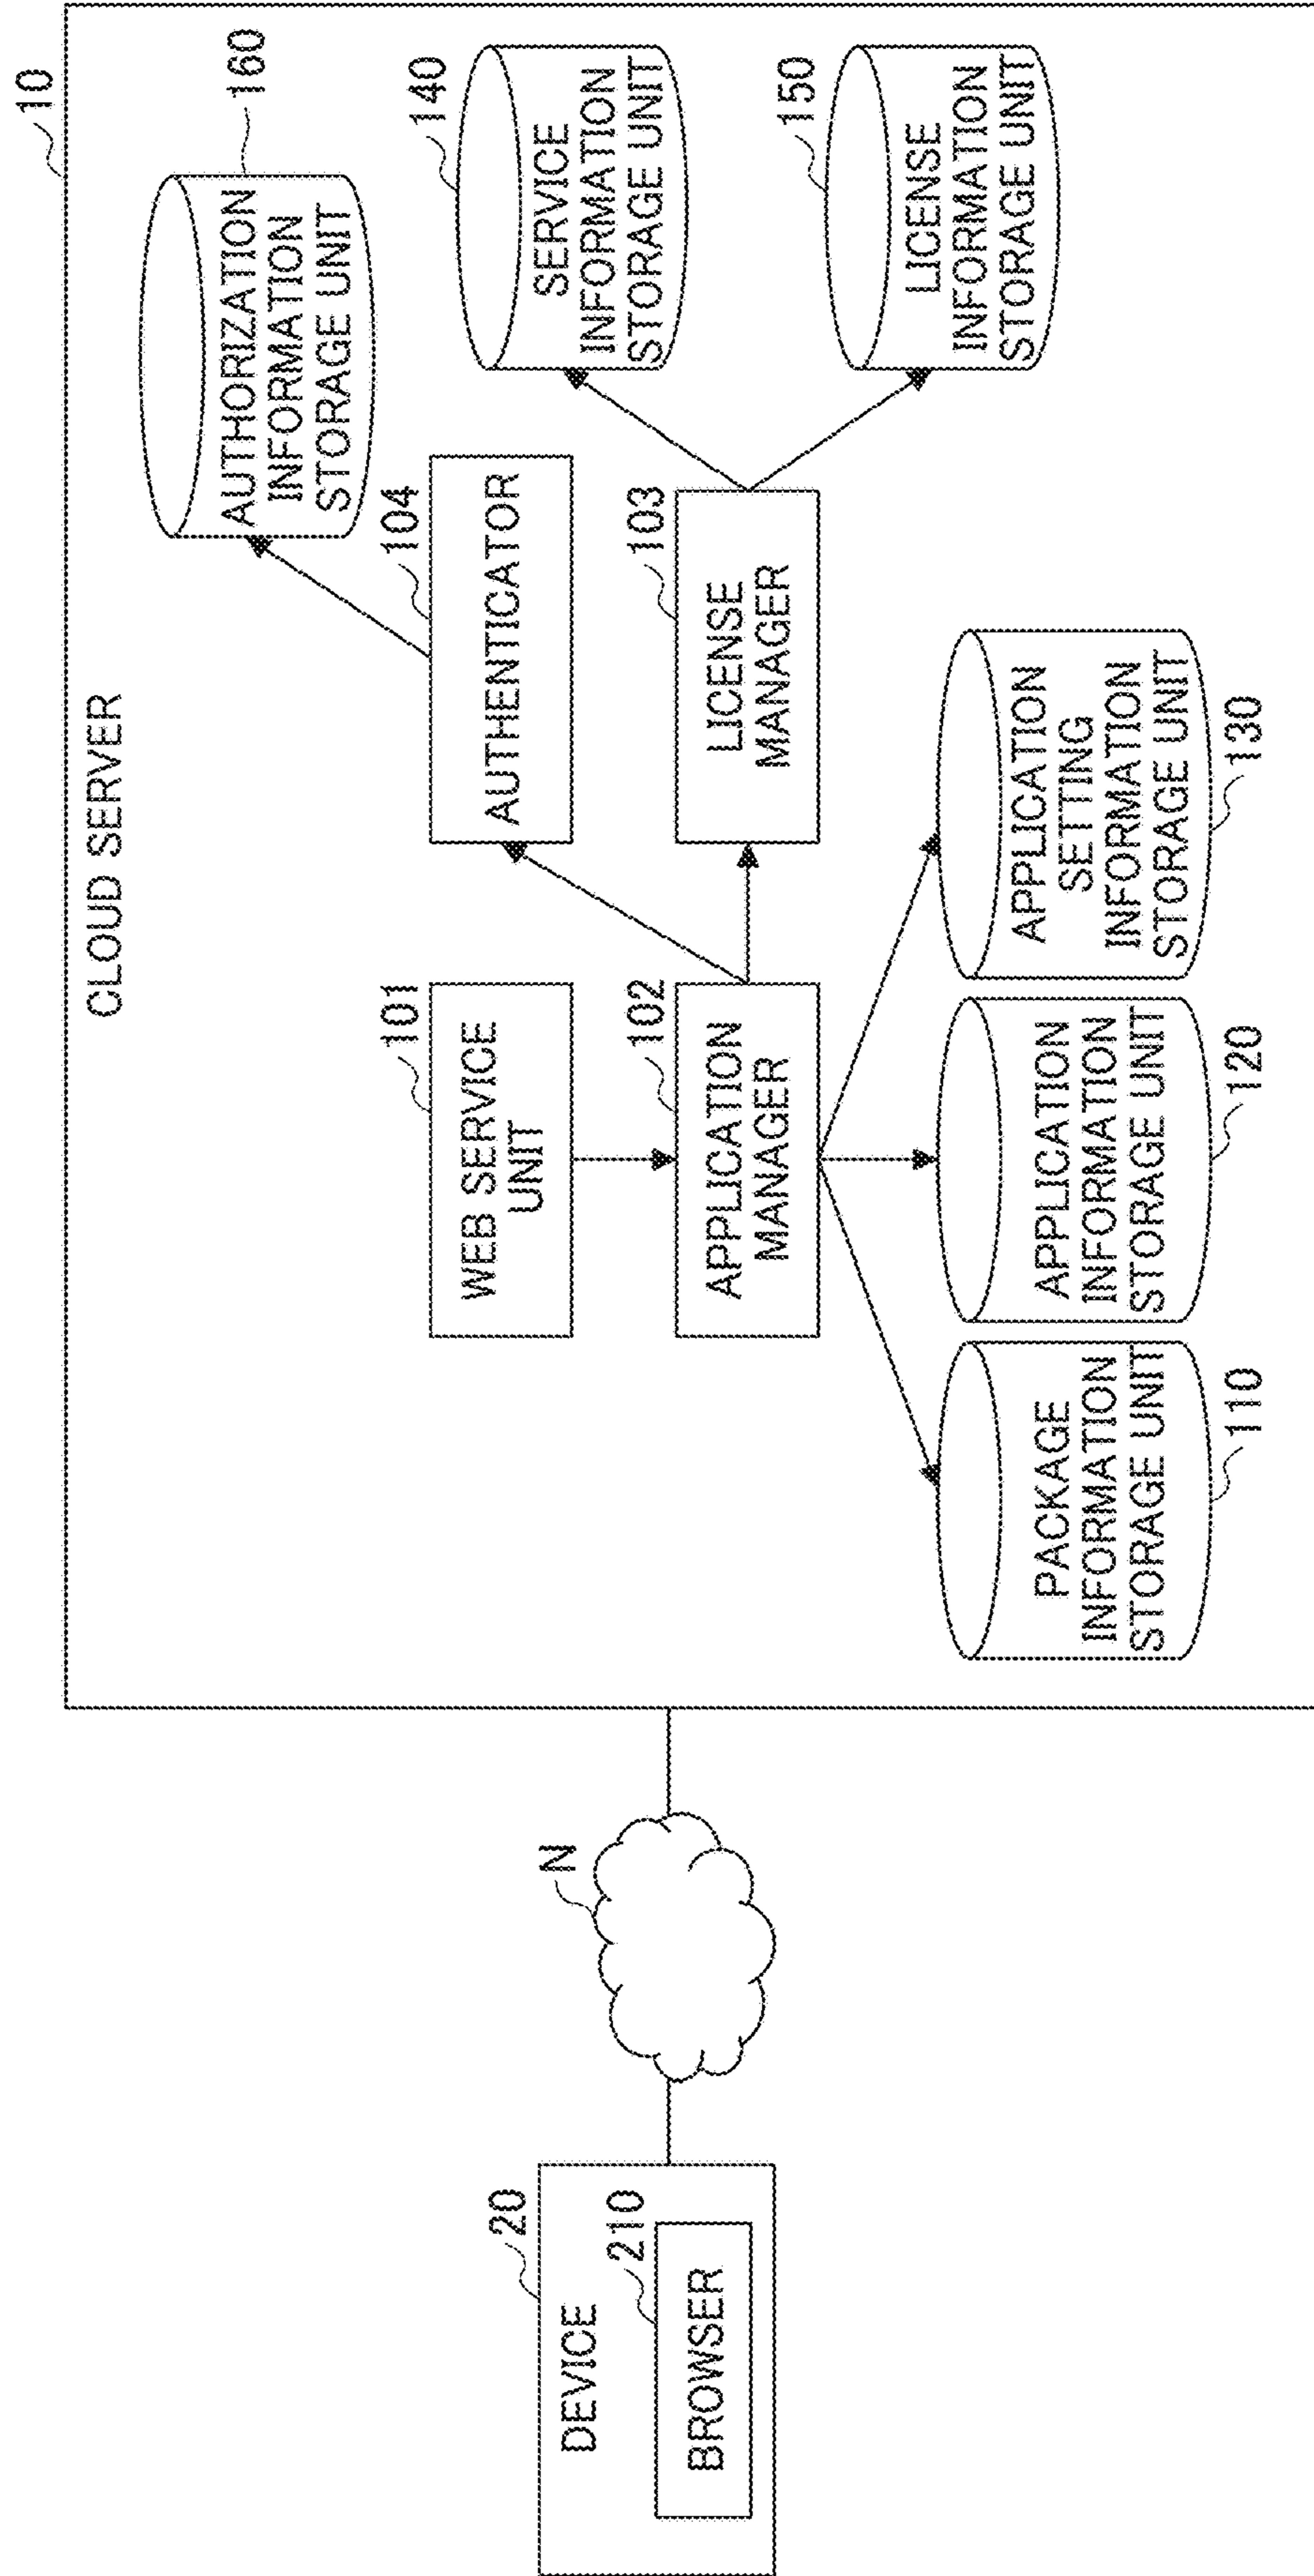 10
CLOUD SERVER
160
AUTHORIZATION
INFORMATION
STORAGE UNIT
101
WEB SERVICE
UNIT
104
AUTHENTICATOR
140
SERVICE
INFORMATION
STORAGE UNIT
102
APPLICATION
MANAGER
103
LICENSE
MANAGER
150
LICENSE
INFORMATION
STORAGE UNIT
PACKAGE
INFORMATION
STORAGE UNIT
110
APPLICATION
INFORMATION
STORAGE UNIT
120
APPLICATION
SETTING
INFORMATION
STORAGE UNIT
130
N
20
DEVICE
210
BROWSER